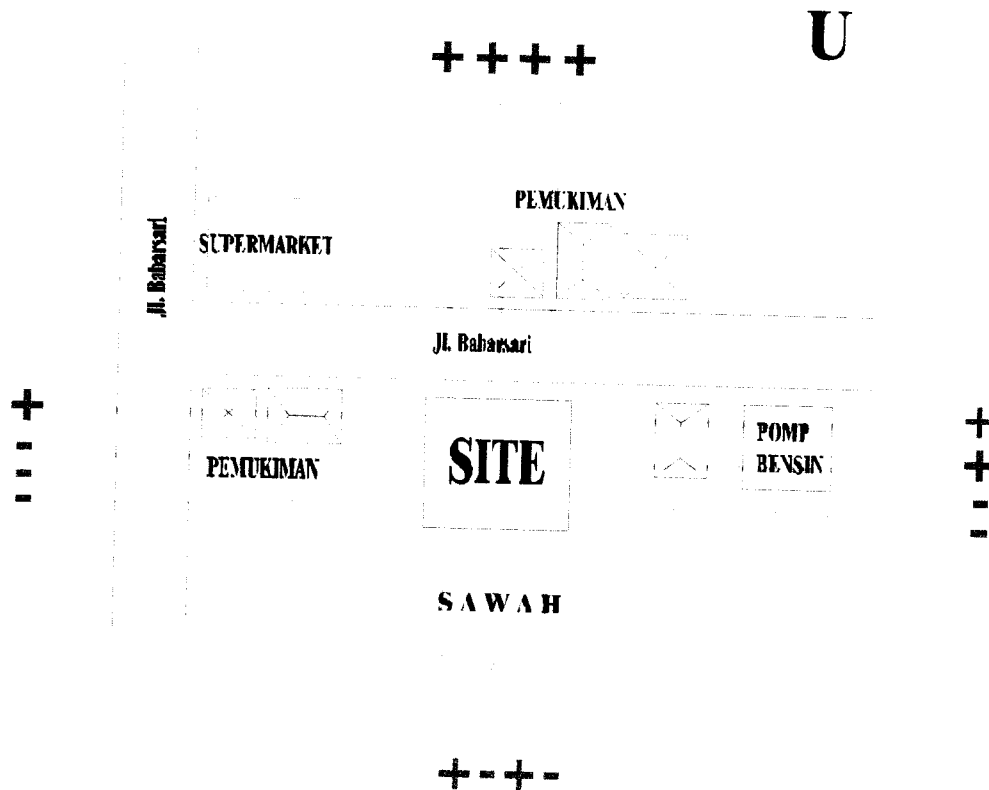 U
++++
PEMUKIMAN
SUPERMARKET
Jl. Babarsari
Jl. Babarsari
+
-
-
-
PEMUKIMAN
SITE
POMP
BENSIN
+
+
-
-
SAWAH
+-+-